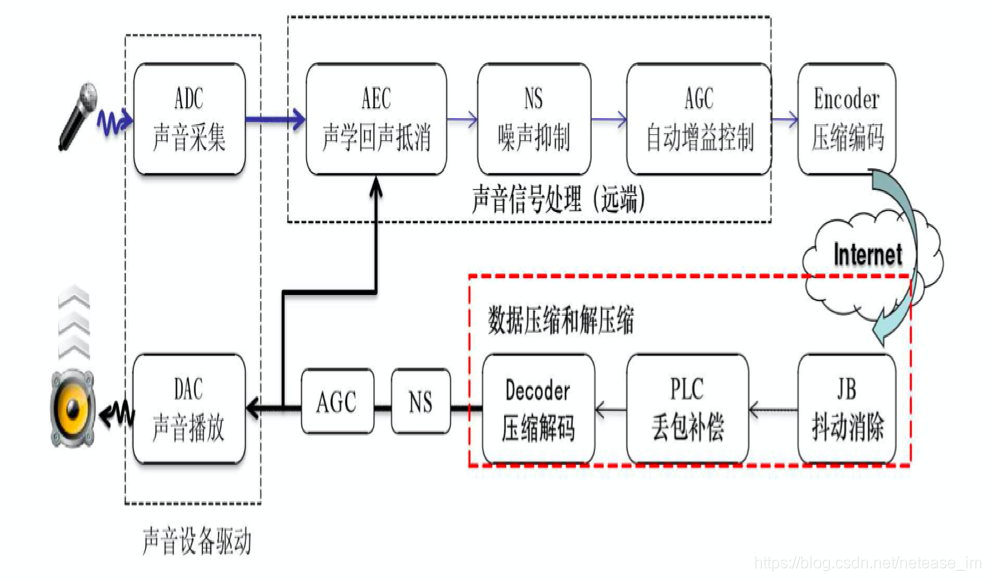 ADC
声音采集
AEC
声学回声抵消
NS
噪声抑制
AGC
自动增益控制
Encoder
压缩编码
声音信号处理（远端）
Internet
数据压缩和解压缩
DAC
声音播放
AGC
NS
Decoder
压缩解码
PLC
丢包补偿
JB
抖动消除
声音设备驱动
https://blog.csdn.net/netease_im